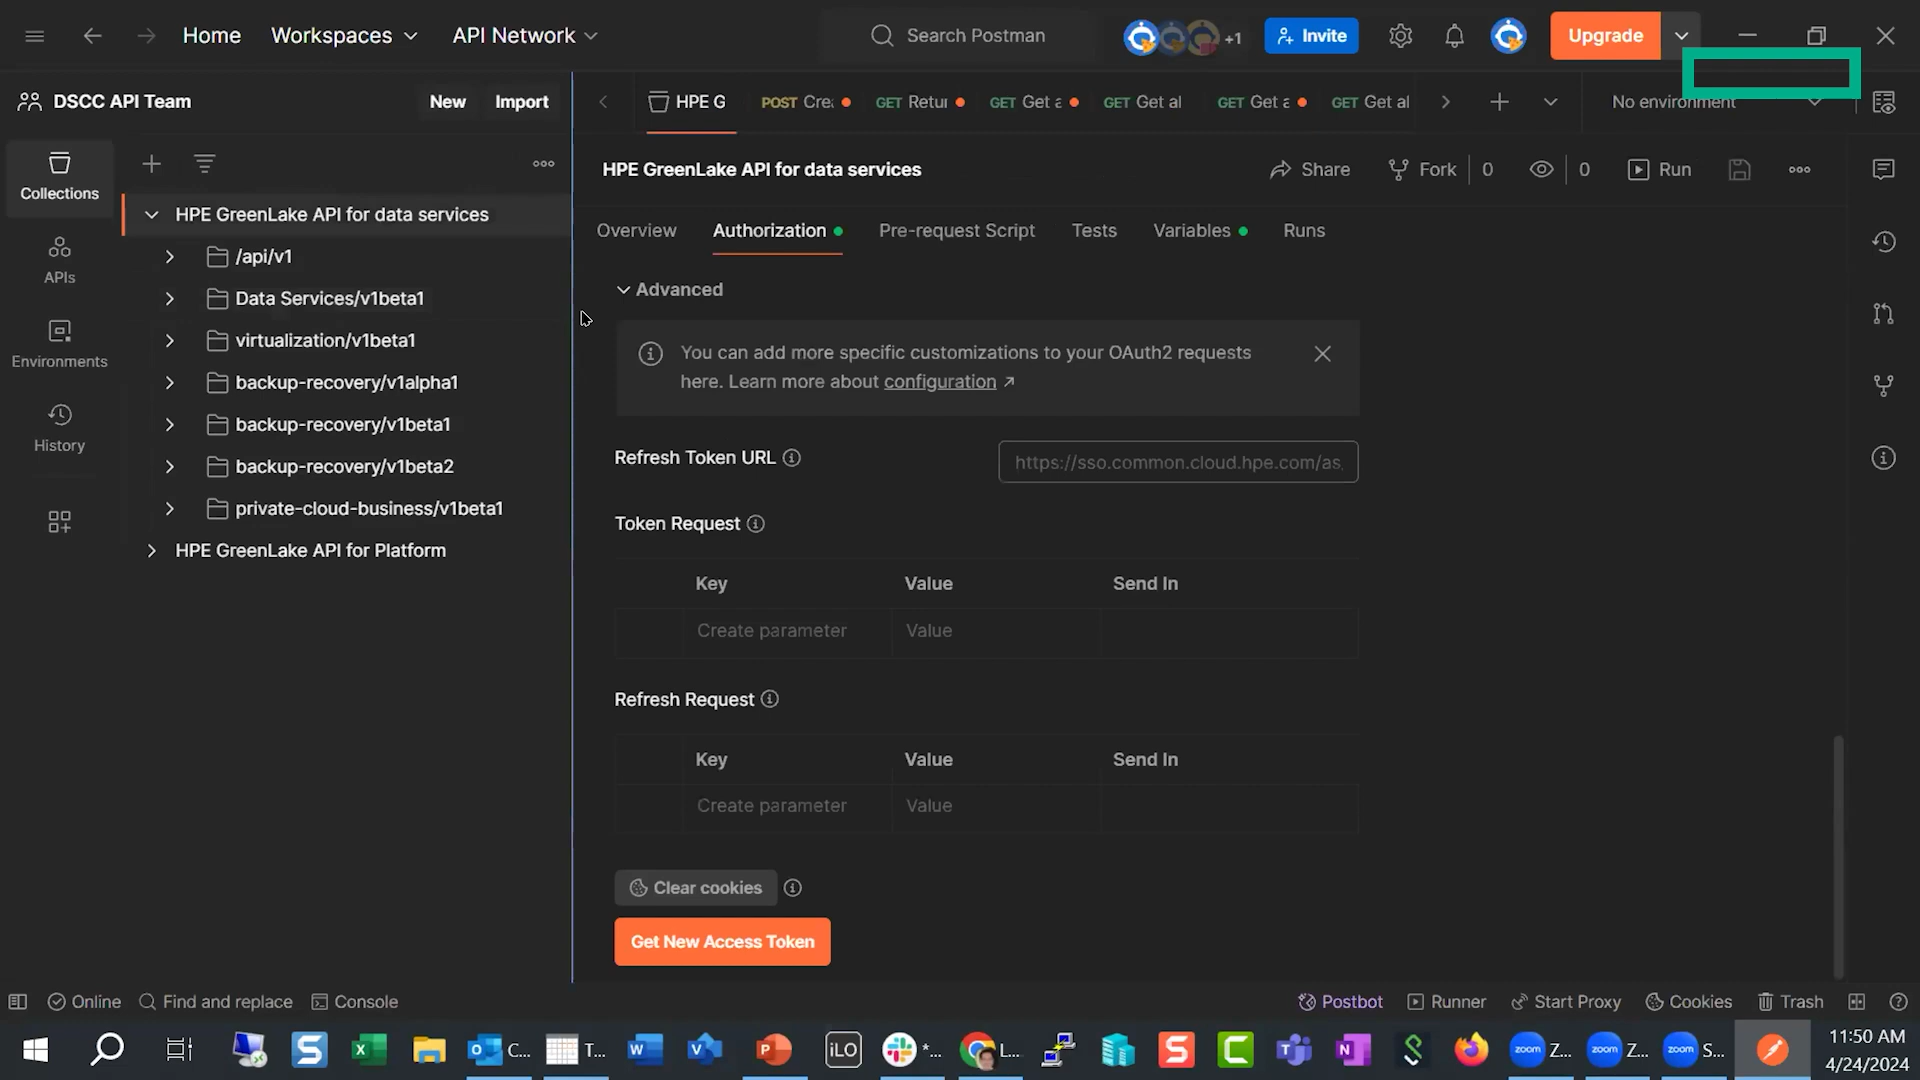 Home
Workspaces
API Network
Search Postman
+1
Invite
Upgrade
DSCC API Team
New
Import
HPE G
POST Crea
GET Retur
GET Get a
GET Get al
GET Get a
GET Get al
No environment
Collections
HPE GreenLake API for data services
Share
Fork
0
0
Run
HPE GreenLake API for data services
/api/v1
Data Services/v1beta1
virtualization/v1beta1
backup-recovery/v1alpha1
backup-recovery/v1beta1
backup-recovery/v1beta2
private-cloud-business/v1beta1
HPE GreenLake API for Platform
APIs
Environments
History
Overview
Authorization
Pre-request Script
Tests
Variables
Runs
Advanced
You can add more specific customizations to your OAuth2 requests
here. Learn more about configuration ↗
Refresh Token URL
https://sso.common.cloud.hpe.com/as.
Token Request
Key
Value
Send In
Create parameter
Value
Refresh Request
Key
Value
Send In
Create parameter
Value
Clear cookies
Get New Access Token
Online
Find and replace
Console
Postbot
Runner
Start Proxy
Cookies
Trash
C...
T...
iLO
*...
L...
zoom Z...
zoom Z...
zoom S...
11:50 AM
4/24/2024